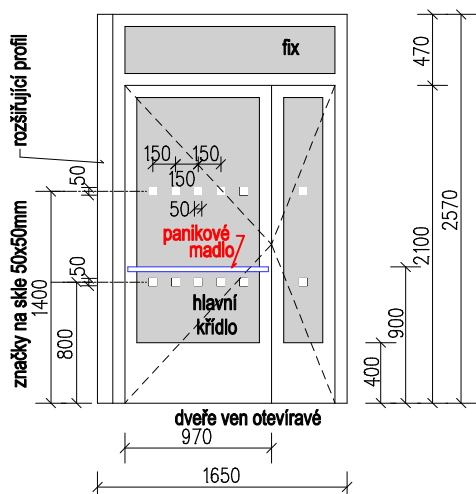 fix
470
rozšiřující profil
150
150
50
150
50
2570
panikové
madlo
2100
50
značky na skle 50x50mm
1400
hlavní
křídlo
800
900
400
dveře ven otevíravé
970
1650